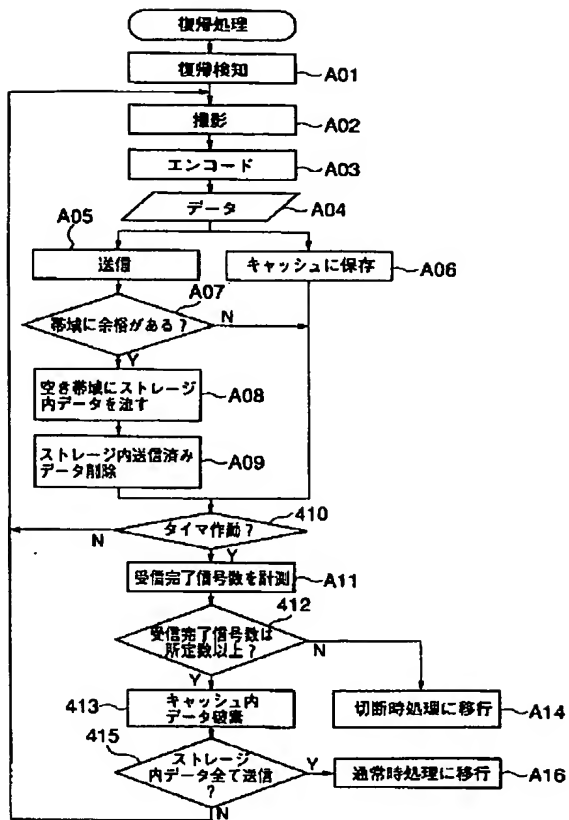 復帰処理
復帰検知
A01
撮影
A02
エンコード
A03
データ
A04
A05
送信
キャッシュに保存
A06
A07
帯域に余裕がある?
N
Y
空き帯域にストレージ
内データを流す
A08
ストレージ内送信済み
データ削除
A09
410
タイマ作動?
N
Y
受信完了信号数を計測
A11
412
受信完了信号数は
所定数以上?
N
Y
413
キャッシュ内
データ破棄
切断時処理に移行
A14
415
ストレージ
内データ全て送信
?
Y
通常時処理に移行
A16
N